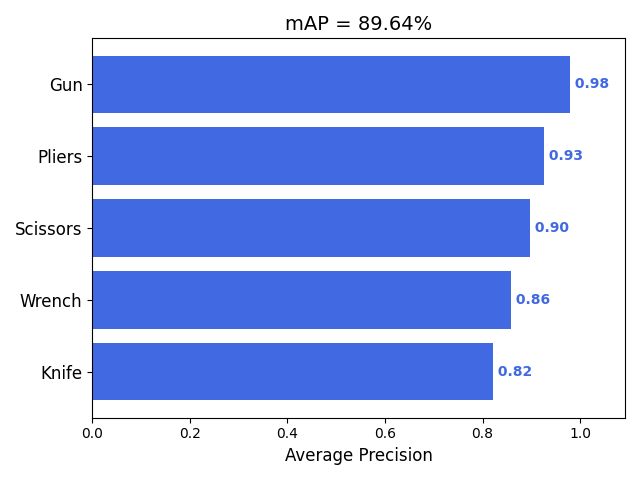 mAP = 89.64%
Gun 0.98
Pliers 0.93
Scissors 0.90
Wrench 0.86
Knife 0.82
0.0 0.2 0.4 0.6 0.8 1.0
Average Precision